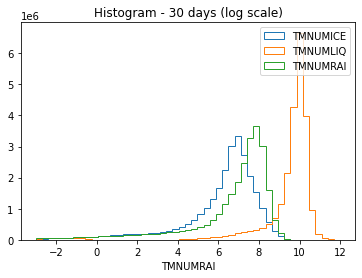 Histogram - 30 days (log scale)
1e6
TMNUMICE
TMNUMLIQ
TMNUMRAI
6
5
4
3
2
1
0
−2 0 2 4 6 8 10 12
TMNUMRAI